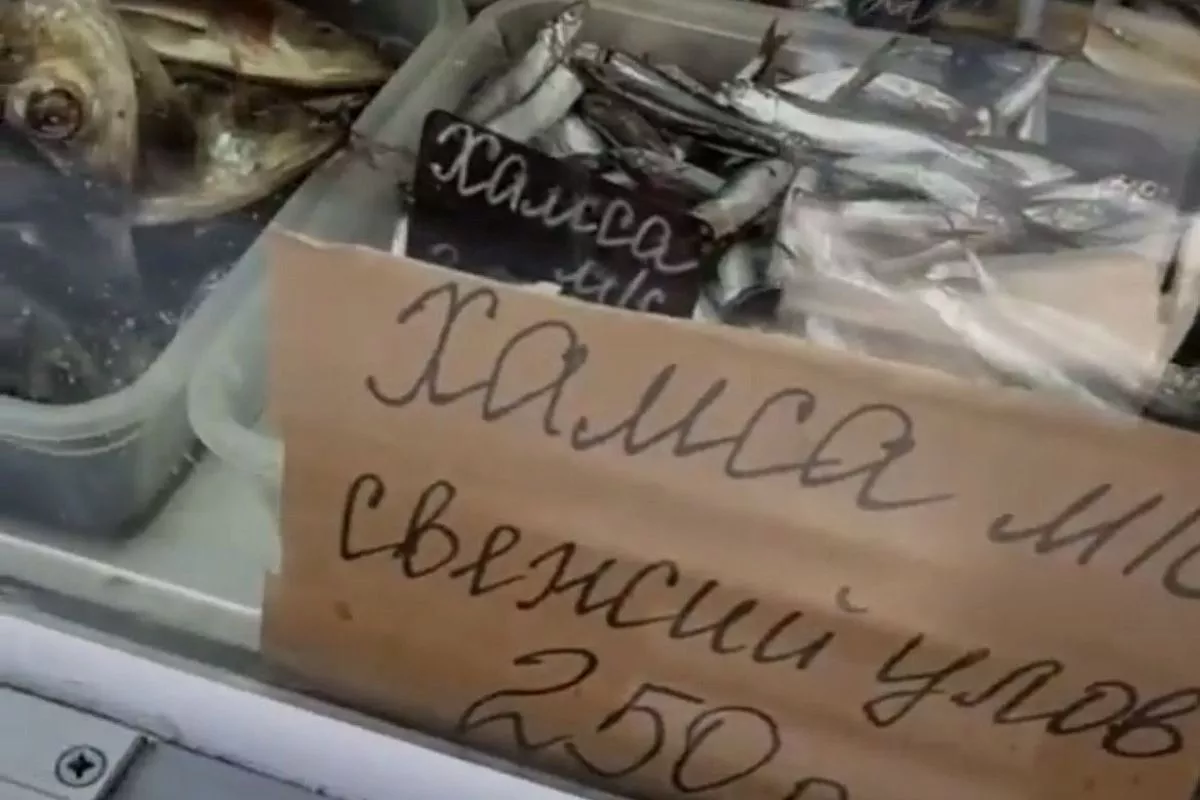 Хамса
м/с
Хамса м/с
свежий улов
250